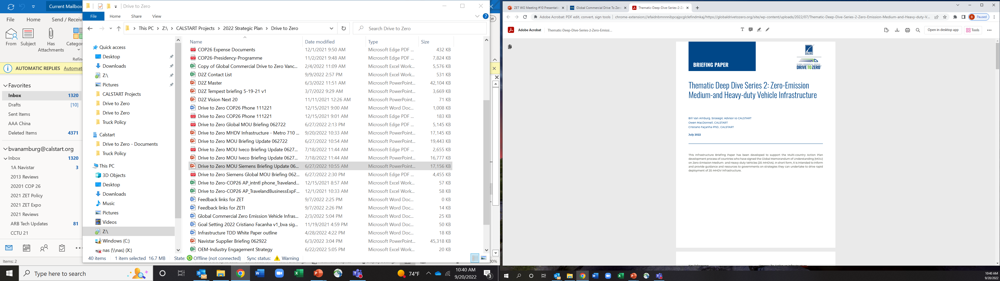 Current Mailbox
Drive to Zero
File
Home
Share
View
File
Home
Send / Receiv
This PC
Z:\
CALSTART Projects
2022 Strategic Plan
Drive to Zero
Search Drive to Zero
From
Subject
Has
Attachments
Categor
Refin
AUTOMATIC REPLIES
Automat
Favorites
Inbox 1320
Drafts [10]
Sent Items
AAA China
Deleted Items 4371
bvanamburg@calstart.org
Inbox 1320
1A Navistar 3
2013 Reviews
20201 COP 26
2021 ZET Policy
2021 ZET Expo
2021 Reviews
ARB Tech Updates 81
CCTU 21
Items: 2
Quick access
Desktop
Downloads
Z:\
Pictures
CALSTART Projects
Drive to Zero
Drive to Zero
Truck Policy
Calstart
Drive to Zero - Documents
Truck Policy
This PC
3D Objects
Desktop
Downloads
Music
Pictures
Videos
Z:\
Windows (C:)
nas (\\nas) (X:)
Name Date modified Type Size
COP26 Expense Documents 12/1/2021 9:50 AM Microsoft Edge PDF ... 432 KB
COP26-Presidency-Programme 11/2/2021 9:48 AM Microsoft Edge PDF ... 7,824 KB
Copy of Global Commercial Drive to Zero Vanc... 2/4/2022 11:09 AM Microsoft Excel Work... 5,576 KB
D2Z Contact List 9/9/2022 2:57 PM Microsoft Excel Work... 531 KB
D2Z Master 6/3/2022 11:51 AM Microsoft PowerPoint... 42,104 KB
D2Z Tempest briefing 5-19-21 v1 3/7/2022 9:29 AM Microsoft PowerPoint... 3,669 KB
D2Z Vision Next 20 11/11/2021 12:26 AM Microsoft PowerPoint... 71 KB
Drive to Zero COP26 Phone 111221 12/15/2021 9:00 AM Microsoft Word Doc... 1,008 KB
Drive to Zero COP26 Phone 111221 12/15/2021 9:01 AM Microsoft Edge PDF ... 183 KB
Drive to Zero Global MOU Briefing 062722 6/27/2022 2:13 PM Microsoft Edge PDF ... 5,145 KB
Drive to Zero MHDV Infrastructure - Metro 710 ... 9/20/2022 10:33 AM Microsoft PowerPoint... 17,145 KB
Drive to Zero MOU Briefing Update 062722 6/27/2022 10:54 AM Microsoft PowerPoint... 19,443 KB
Drive to Zero MOU Iveco Briefing Update 0627... 7/18/2022 11:44 AM Microsoft Edge PDF ... 2,655 KB
Drive to Zero MOU Iveco Briefing Update 0627... 7/18/2022 11:44 AM Microsoft PowerPoint... 16,777 KB
Drive to Zero MOU Siemens Briefing Update 06... 6/27/2022 10:55 AM Microsoft PowerPoint... 17,156 KB
Drive to Zero Siemens Global MOU Briefing 062... 6/27/2022 2:30 PM Microsoft Edge PDF ... 4,455 KB
Drive to Zero-COP26 AP_intntl phone_Traveland... 12/15/2021 8:57 AM Microsoft Excel Work... 57 KB
Drive to Zero-COP26 AP_TravelandBusinessExpF... 12/1/2021 10:33 AM Microsoft Excel Work... 58 KB
Feedback links for ZET 9/7/2022 2:25 PM Microsoft Word Doc... 0 KB
Feedback links for ZETI 9/7/2022 2:26 PM Microsoft Word Doc... 14 KB
Global Commercial Zero Emission Vehicle Infras... 2/3/2022 5:04 PM Microsoft Word Doc... 25 KB
Goal Setting 2022 Cristiano Facanha v1_bva sig... 11/19/2021 4:59 PM Microsoft Word Doc... 50 KB
Infrastructure TDD White Paper outline 4/28/2022 4:22 PM Microsoft Word Doc... 18 KB
Navistar Supplier Briefing 062922 6/3/2022 3:04 PM Microsoft PowerPoint... 45,318 KB
OEM-Industry Engagement Strategy 6/22/2022 5:05 PM Microsoft Excel Work... 20 KB
40 items 1 item selected 16.7 MB State: Offline (not connected) Sync status: Warning
Type here to search
74°F
10:40 AM
9/20/2022
3
ZET WG Meeting #10 Presentatio
Global Commercial Drive To Zero
Thematic-Deep-Dive-Series-2-Ze
Adobe Acrobat: PDF edit, convert, sign tools | chrome-extension://efaidnbmnnnibpcajpcglclefindmkaj/https://globaldrivetozero.org/site/wp-content/uploads/2022/07/Thematic-Deep-Dive-Series-2-Zero-Emission-Medium-and-Heavy-duty-V...
B Paused
Adobe Acrobat
Thematic-Deep-Dive-Series-2-Zero-Emissi...
Open in desktop app
Tools
BRIEFING PAPER
CALSTART
GLOBAL COMMERCIAL VEHICLE
DRIVE TO ZERO
Thematic Deep Dive Series 2: Zero-Emission
Medium-and Heavy-duty Vehicle Infrastructure
Bill Van Amburg, Strategic Advisor to CALSTART
Owen MacDonnell, CALSTART
Cristiano Façanha PhD., CALSTART
July 2022
This Infrastructure Briefing Paper has been developed to support the Multi-country Action Plan
development process of countries who have signed the Global Memorandum of Understanding (MOU)
on Zero-Emission Medium- and Heavy-duty Vehicles (ZE-MHDVs). In short form, it is intended to inform
and provide guidance and resources to governments on strategies they can undertake to drive rapid
deployment of ZE-MHDV infrastructure.
10:40 AM
9/20/2022